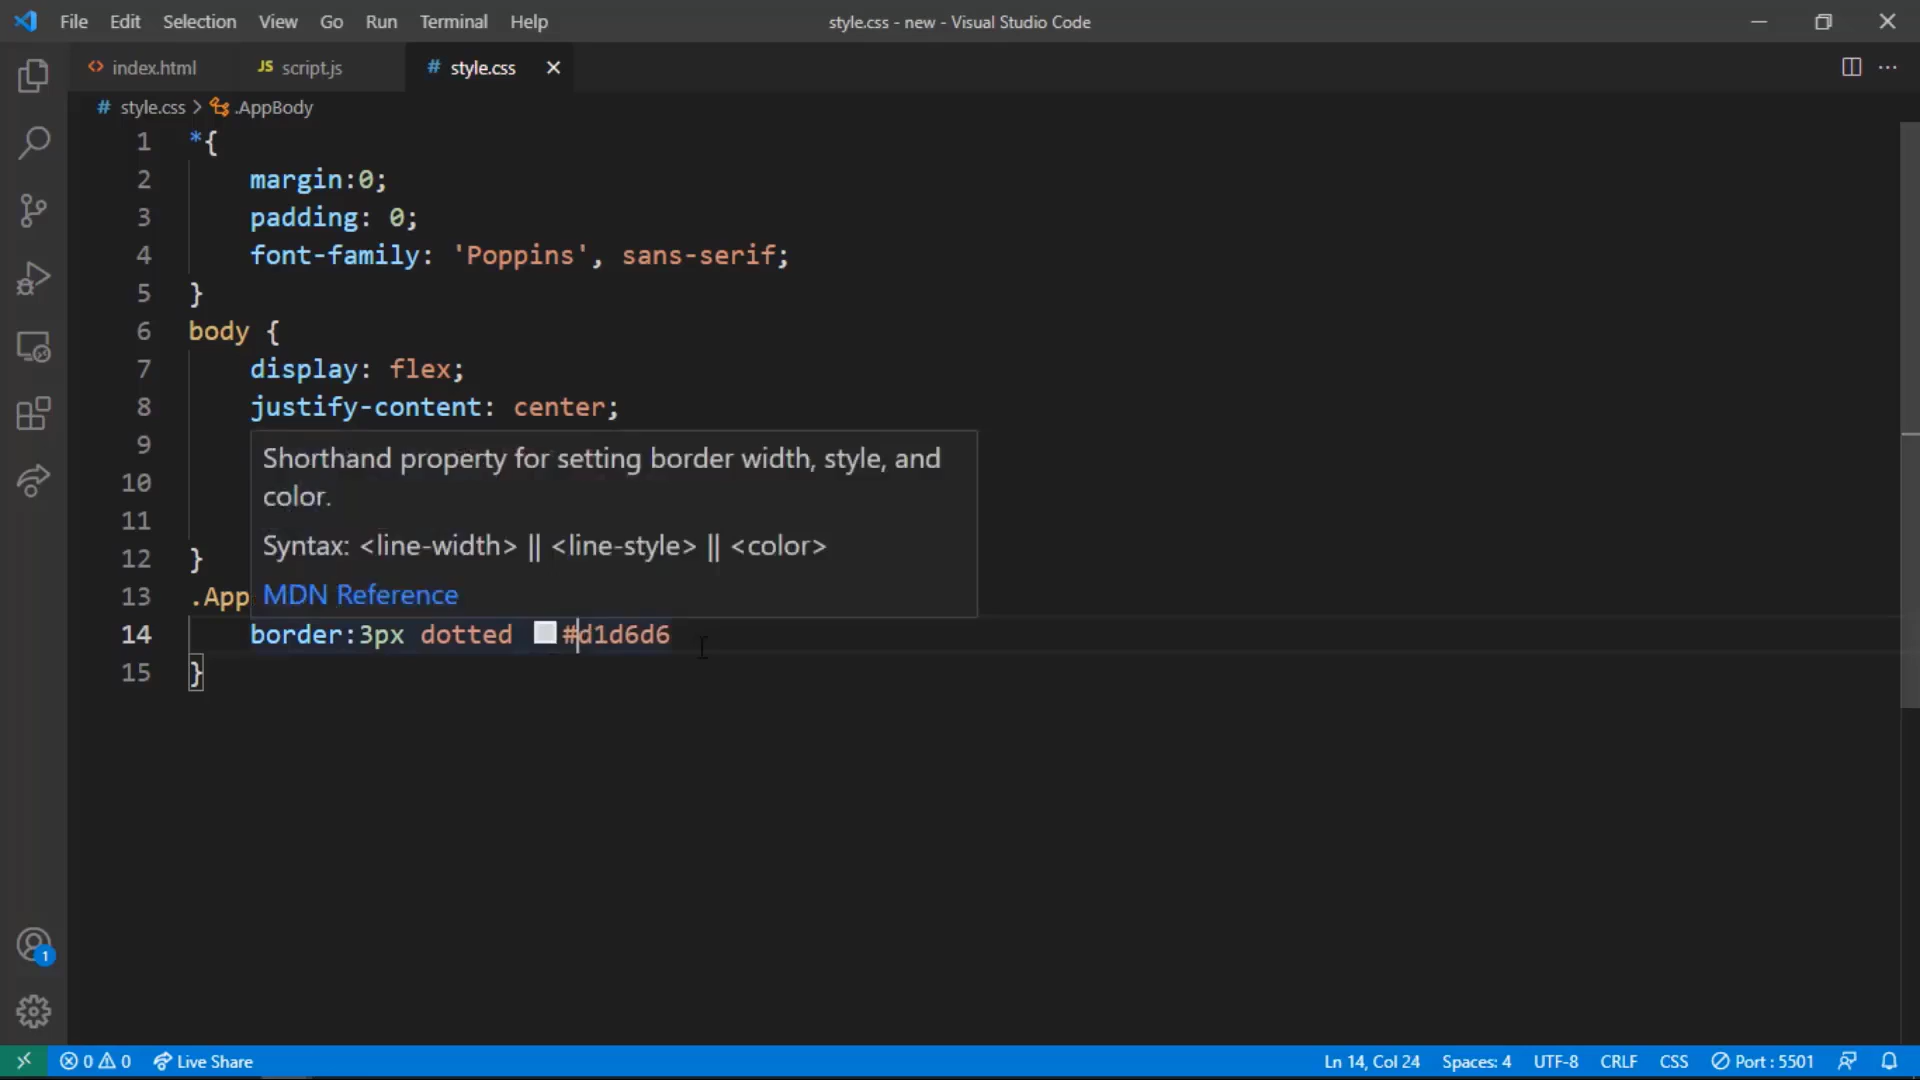 File Edit Selection View Go Run Terminal Help style.css - new - Visual Studio Code
<> index.html JS script.js # style.css ✕
# style.css > .AppBody
1 *{
2 margin:0;
3 padding: 0;
4 font-family: 'Poppins', sans-serif;
5 }
6 body {
7 display: flex;
8 justify-content: center;
9
10
11
12 }
13 .App
Shorthand property for setting border width, style, and
color.
Syntax: <line-width> || <line-style> || <color>
MDN Reference
14 border:3px dotted #d1d6d6
15 }
1
0 0 Live Share Ln 14, Col 24 Spaces: 4 UTF-8 CRLF CSS Port : 5501